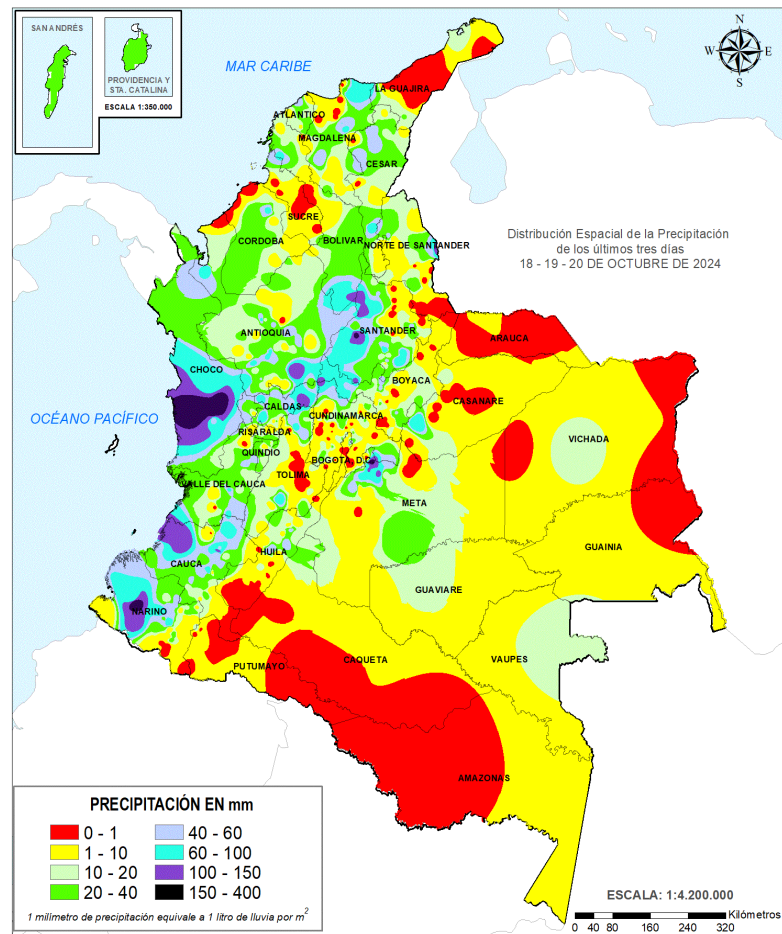 SAN ANDRÉS
PROVIDENCIA Y
STA. CATALINA
ESCALA 1:350.000
MAR CARIBE
N
W
E
S
LA GUAJIRA
ATLANTICO
MAGDALENA
CESAR
SUCRE
CORDOBA
BOLIVAR
NORTE DE SANTANDER
Distribución Espacial de la Precipitación
de los últimos tres días
18 - 19 - 20 DE OCTUBRE DE 2024
ANTIOQUIA
SANTANDER
ARAUCA
CHOCO
BOYACA
CASANARE
OCÉANO PACÍFICO
CALDAS
CUNDINAMARCA
RISARALDA
VICHADA
QUINDIO
BOGOTA, D.C.
TOLIMA
VALLE DEL CAUCA
META
GUAINIA
CAUCA
HUILA
GUAVIARE
NARIÑO
PUTUMAYO
CAQUETA
VAUPES
AMAZONAS
PRECIPITACIÓN EN mm
0 - 1
40 - 60
1 - 10
60 - 100
10 - 20
100 - 150
20 - 40
150 - 400
1 milímetro de precipitación equivale a 1 litro de lluvia por m²
ESCALA: 1:4.200.000
Kilómetros
0 40 80 160 240 320